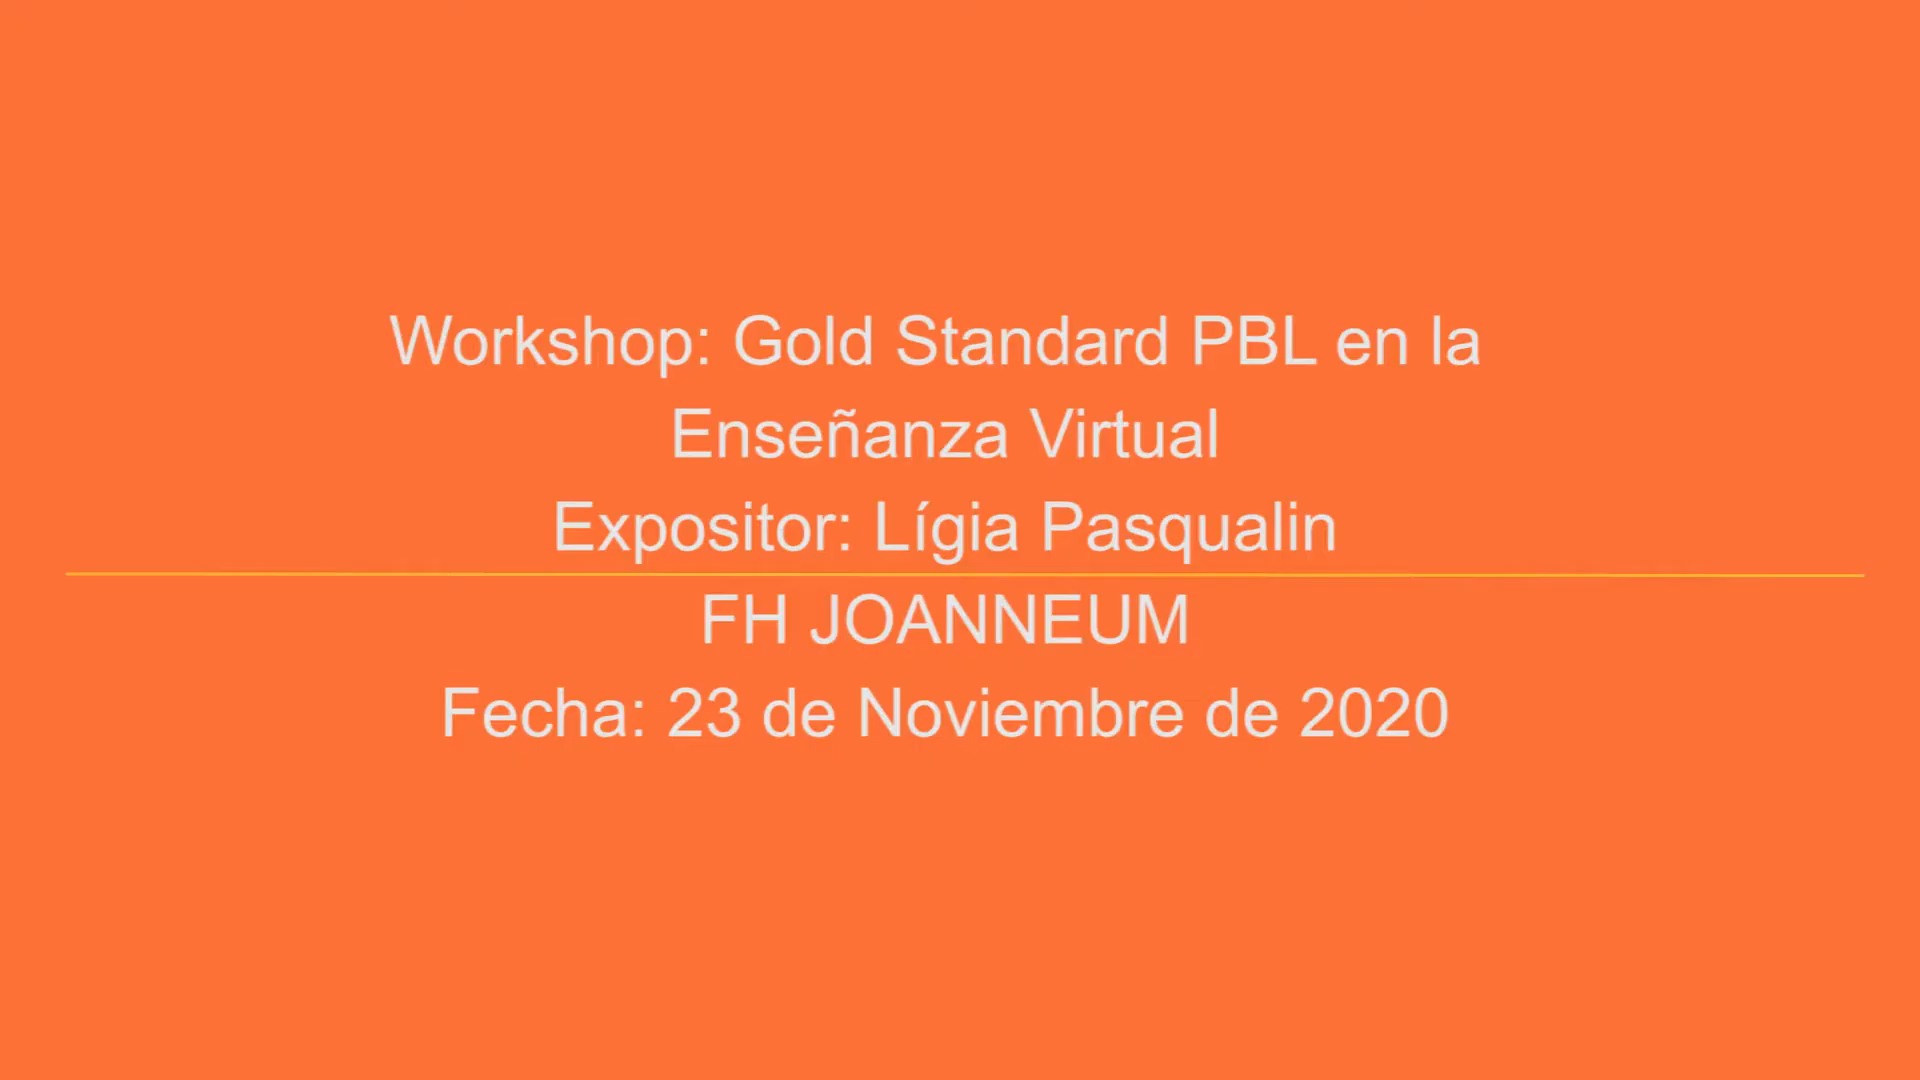 Workshop: Gold Standard PBL en la
Enseñanza Virtual
Expositor: Lígia Pasqualin
FH JOANNEUM
Fecha: 23 de Noviembre de 2020